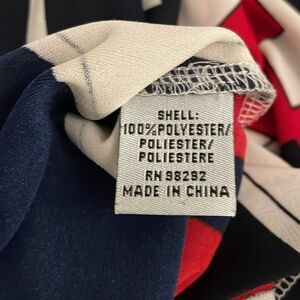 SHELL:
100%POLYESTER/
POLIESTER/
POLIESTERE
RN 98292
MADE IN CHINA